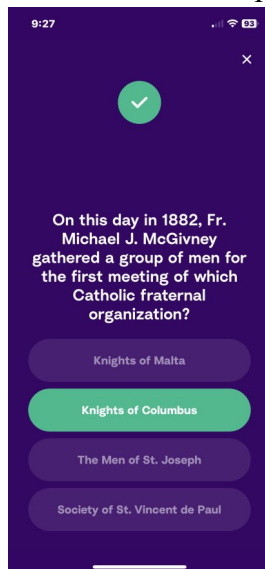 9:27
93
On this day in 1882, Fr.
Michael J. McGivney
gathered a group of men for
the first meeting of which
Catholic fraternal
organization?
Knights of Malta
Knights of Columbus
The Men of St. Joseph
Society of St. Vincent de Paul